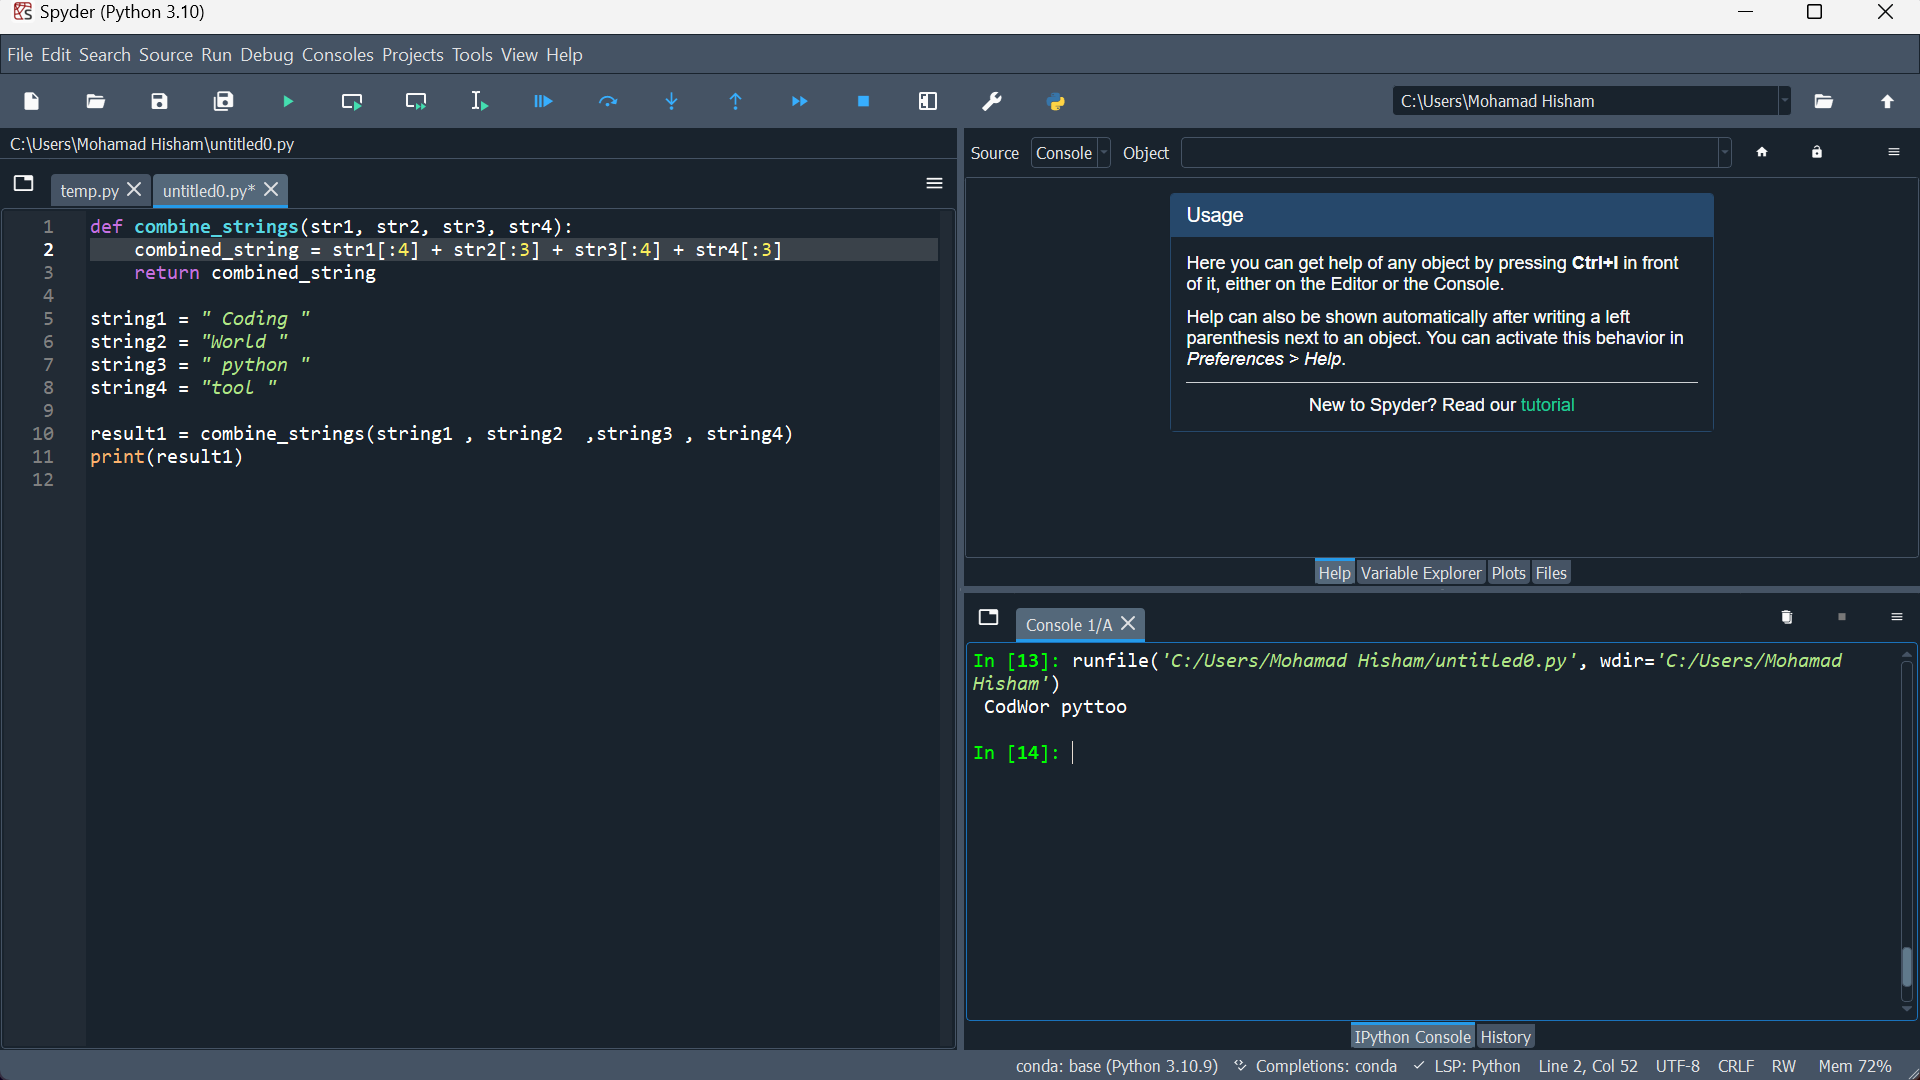 Spyder (Python 3.10)
File Edit Search Source Run Debug Consoles Projects Tools View Help
C:\Users\Mohamad Hisham
C:\Users\Mohamad Hisham\untitled0.py
temp.py
untitled0.py*
1 def combine_strings(str1, str2, str3, str4):
2     combined_string = str1[:4] + str2[:3] + str3[:4] + str4[:3]
3     return combined_string
4
5 string1 = " Coding "
6 string2 = "World "
7 string3 = " python "
8 string4 = "tool "
9
10 result1 = combine_strings(string1 , string2  ,string3 , string4)
11 print(result1)
12
Source Console Object
Usage
Here you can get help of any object by pressing Ctrl+I in front
of it, either on the Editor or the Console.
Help can also be shown automatically after writing a left
parenthesis next to an object. You can activate this behavior in
Preferences > Help.
New to Spyder? Read our tutorial
Help Variable Explorer Plots Files
Console 1/A
In [13]: runfile('C:/Users/Mohamad Hisham/untitled0.py', wdir='C:/Users/Mohamad
Hisham')
 CodWor pyttoo
In [14]:
IPython Console History
conda: base (Python 3.10.9) Completions: conda LSP: Python Line 2, Col 52 UTF-8 CRLF RW Mem 72%